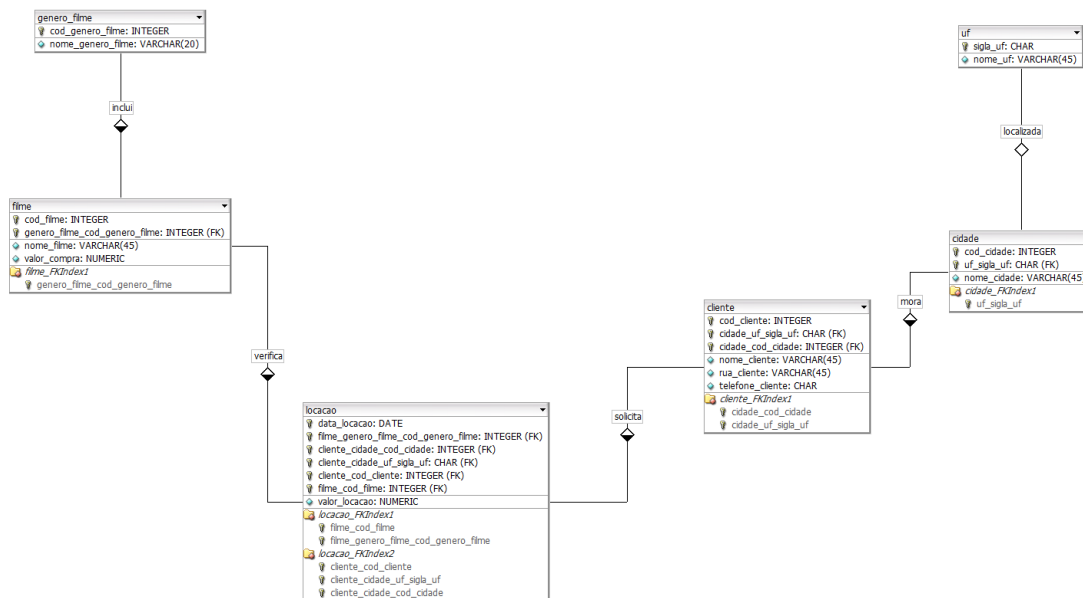 genero_filme
cod_genero_filme: INTEGER
nome_genero_filme: VARCHAR(20)
uf
sigla_uf: CHAR
nome_uf: VARCHAR(45)
inclui
localizada
filme
cod_filme: INTEGER
genero_filme_cod_genero_filme: INTEGER (FK)
nome_filme: VARCHAR(45)
valor_compra: NUMERIC
filme_FKIndex1
genero_filme_cod_genero_filme
cidade
cod_cidade: INTEGER
uf_sigla_uf: CHAR (FK)
nome_cidade: VARCHAR(45)
cidade_FKIndex1
uf_sigla_uf
mora
cliente
cod_cliente: INTEGER
cidade_uf_sigla_uf: CHAR (FK)
cidade_cod_cidade: INTEGER (FK)
nome_cliente: VARCHAR(45)
rua_cliente: VARCHAR(45)
telefone_cliente: CHAR
cliente_FKIndex1
cidade_cod_cidade
cidade_uf_sigla_uf
verifica
solicita
locacao
data_locacao: DATE
filme_genero_filme_cod_genero_filme: INTEGER (FK)
cliente_cidade_cod_cidade: INTEGER (FK)
cliente_cidade_uf_sigla_uf: CHAR (FK)
cliente_cod_cliente: INTEGER (FK)
filme_cod_filme: INTEGER (FK)
valor_locacao: NUMERIC
locacao_FKIndex1
filme_cod_filme
filme_genero_filme_cod_genero_filme
locacao_FKIndex2
cliente_cod_cliente
cliente_cidade_uf_sigla_uf
cliente_cidade_cod_cidade